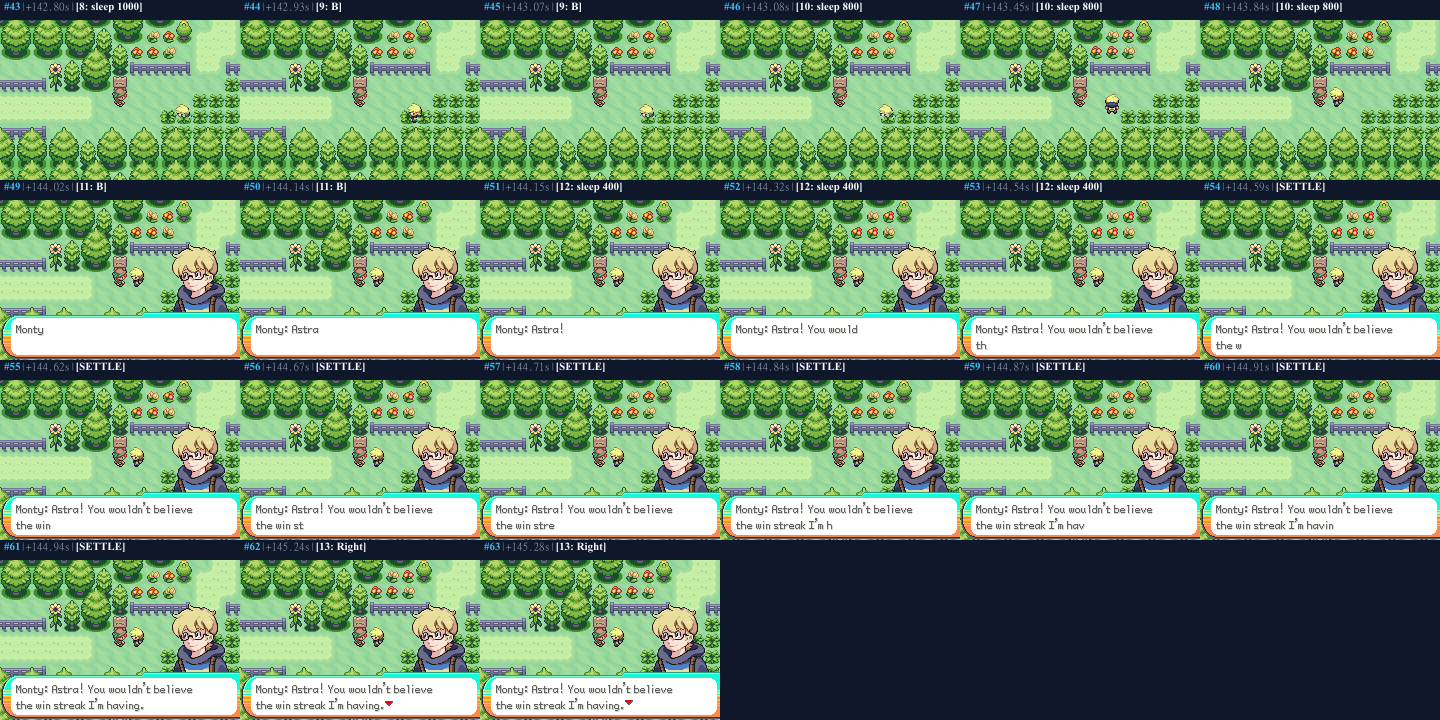 #43|+142.80s|[8: sleep 1000]
#44|+142.93s|[9: B]
#45|+143.07s|[9: B]
#46|+143.08s|[10: sleep 800]
#47|+143.45s|[10: sleep 800]
#48|+143.84s|[10: sleep 800]
#49|+144.02s|[11: B]
#50|+144.14s|[11: B]
#51|+144.15s|[12: sleep 400]
#52|+144.32s|[12: sleep 400]
#53|+144.54s|[12: sleep 400]
#54|+144.59s|[SETTLE]
Monty
Monty: Astra
Monty: Astra!
Monty: Astra! You would
Monty: Astra! You wouldn't believe
th
Monty: Astra! You wouldn't believe
the w
#55|+144.62s|[SETTLE]
#56|+144.67s|[SETTLE]
#57|+144.71s|[SETTLE]
#58|+144.84s|[SETTLE]
#59|+144.87s|[SETTLE]
#60|+144.91s|[SETTLE]
Monty: Astra! You wouldn't believe
the win
Monty: Astra! You wouldn't believe
the win st
Monty: Astra! You wouldn't believe
the win stre
Monty: Astra! You wouldn't believe
the win streak I'm h
Monty: Astra! You wouldn't believe
the win streak I'm hav
Monty: Astra! You wouldn't believe
the win streak I'm havin
#61|+144.94s|[SETTLE]
#62|+145.24s|[13: Right]
#63|+145.28s|[13: Right]
Monty: Astra! You wouldn't believe
the win streak I'm having.
Monty: Astra! You wouldn't believe
the win streak I'm having.
Monty: Astra! You wouldn't believe
the win streak I'm having.